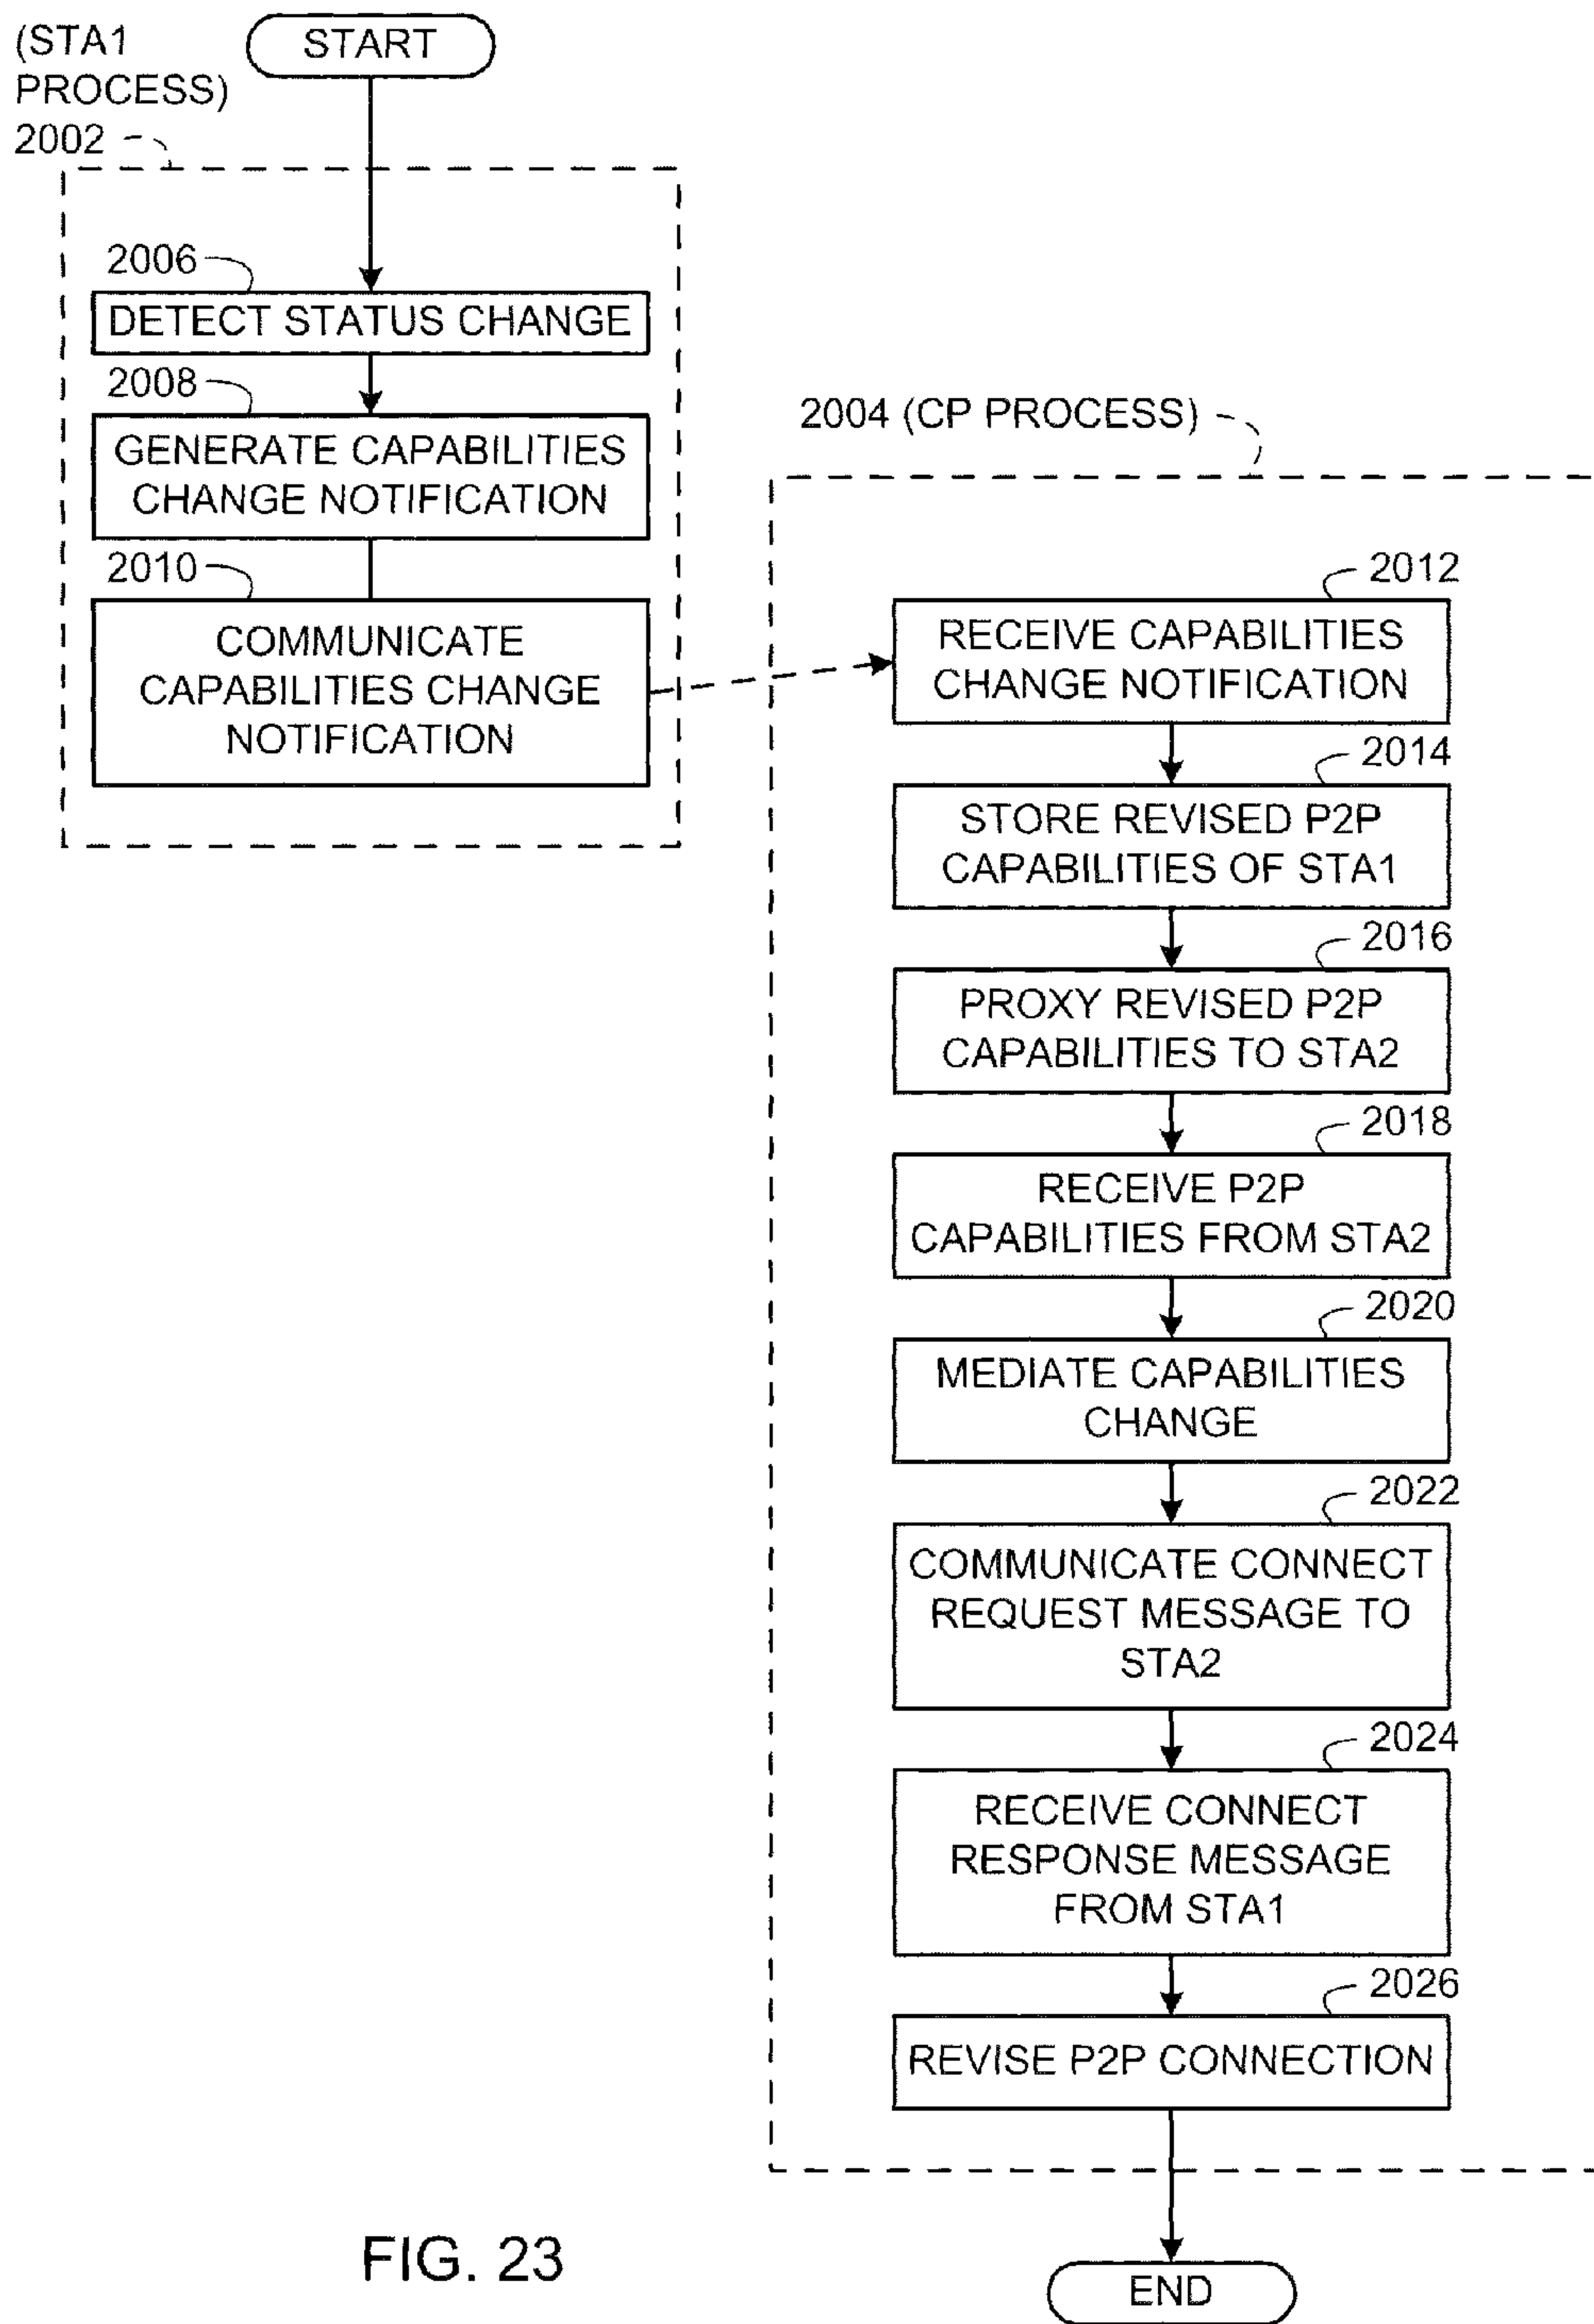 (STA1
PROCESS)
2002
START
2006
DETECT STATUS CHANGE
2008
GENERATE CAPABILITIES
CHANGE NOTIFICATION
2010
COMMUNICATE
CAPABILITIES CHANGE
NOTIFICATION
2004 (CP PROCESS)
2012
RECEIVE CAPABILITIES
CHANGE NOTIFICATION
2014
STORE REVISED P2P
CAPABILITIES OF STA1
2016
PROXY REVISED P2P
CAPABILITIES TO STA2
2018
RECEIVE P2P
CAPABILITIES FROM STA2
2020
MEDIATE CAPABILITIES
CHANGE
2022
COMMUNICATE CONNECT
REQUEST MESSAGE TO
STA2
2024
RECEIVE CONNECT
RESPONSE MESSAGE
FROM STA1
2026
REVISE P2P CONNECTION
END
FIG. 23